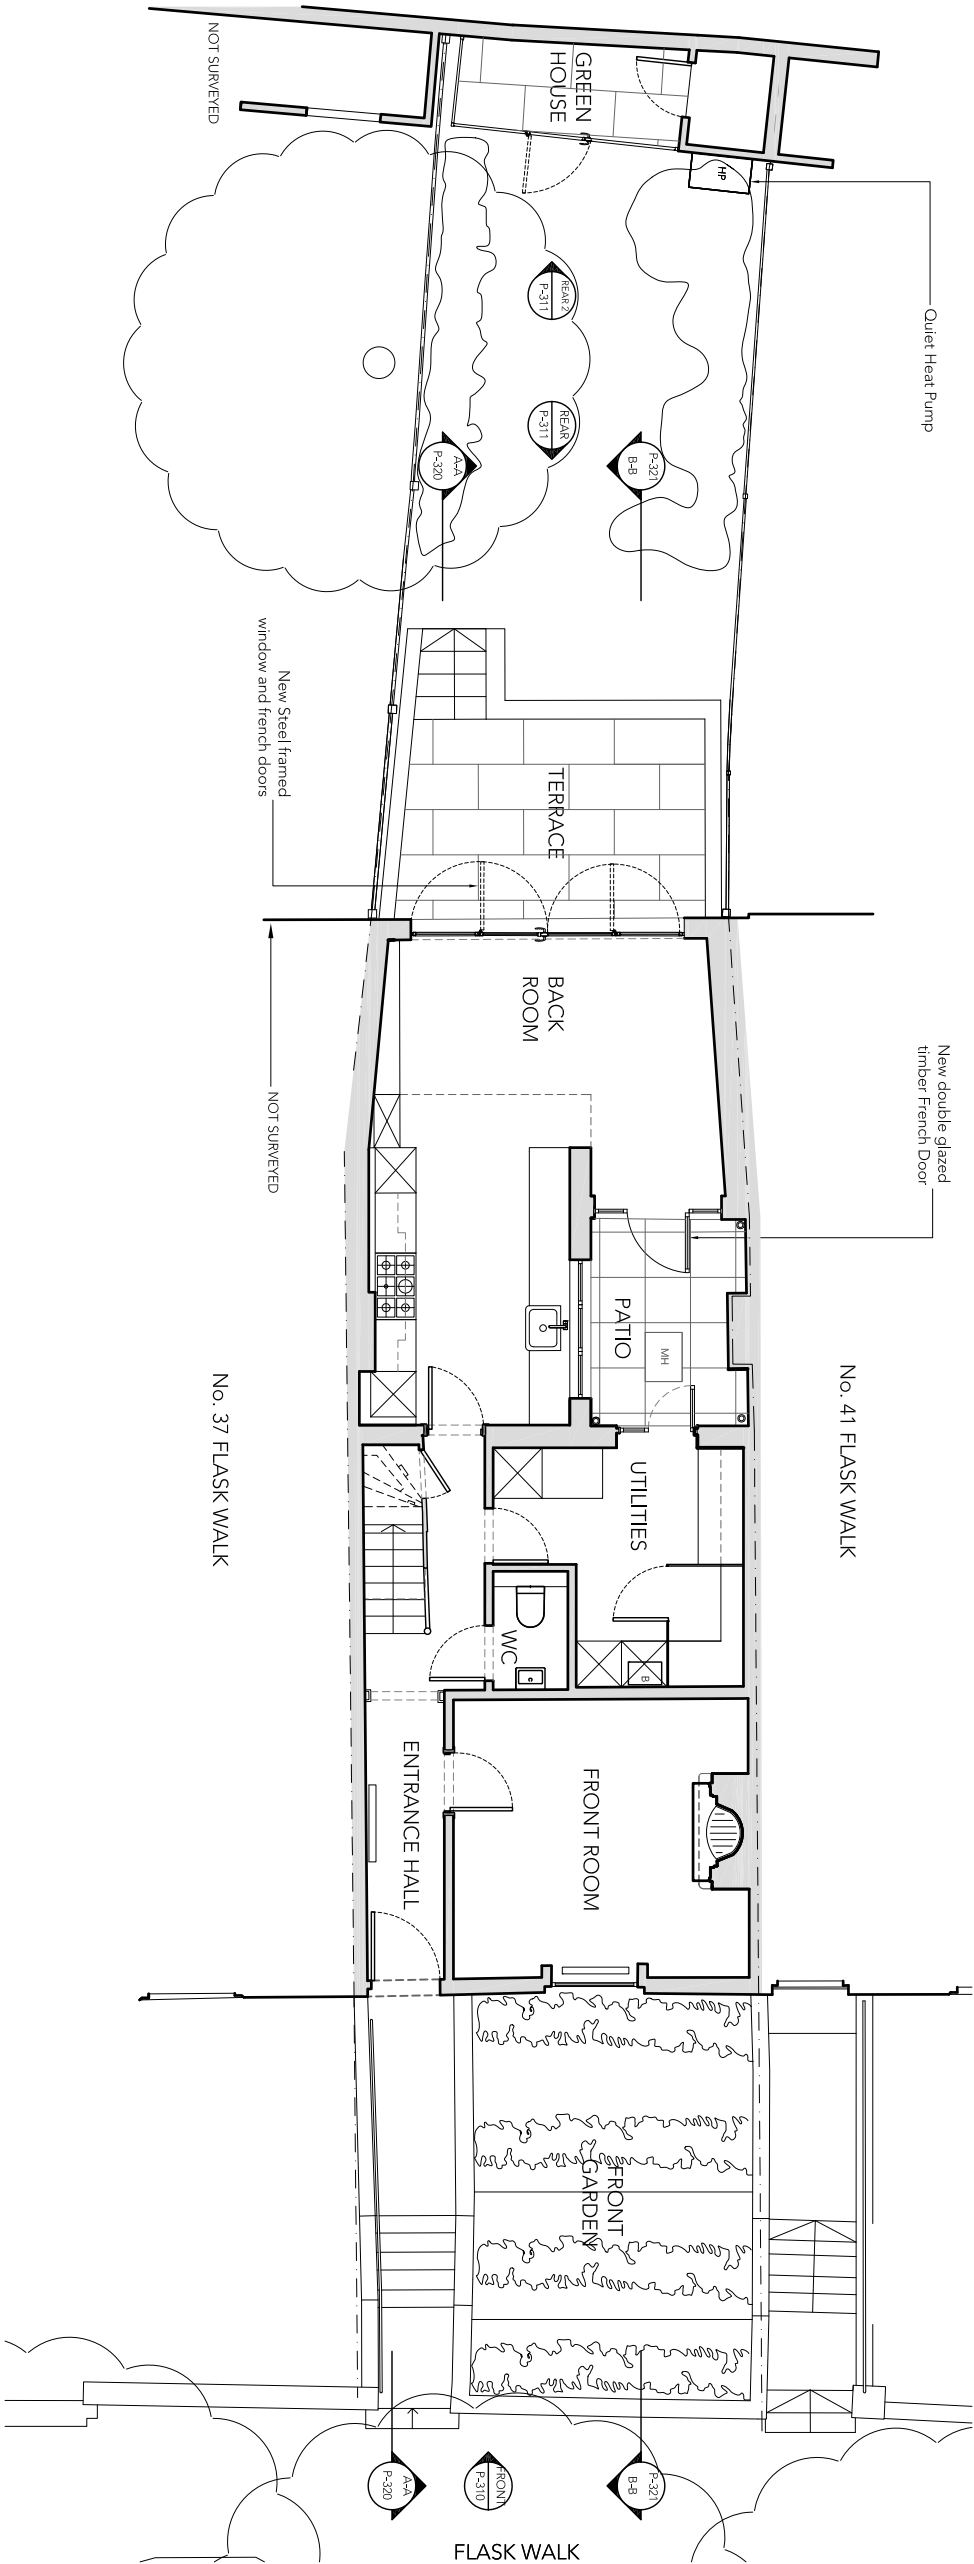 NOT SURVEYED
GREEN
HOUSE
HP
Quiet Heat Pump
REAR 2
P-311
REAR
P-311
A-A
P-320
P-321
B-B
New Steel framed
window and french doors
TERRACE
BACK
ROOM
New double glazed
timber French Door
NOT SURVEYED
PATIO
MH
No. 37 FLASK WALK
No. 41 FLASK WALK
UTILITIES
WC
B
ENTRANCE HALL
FRONT ROOM
FRONT
GARDEN
A-A
P-320
FRONT
P-310
P-321
B-B
FLASK WALK